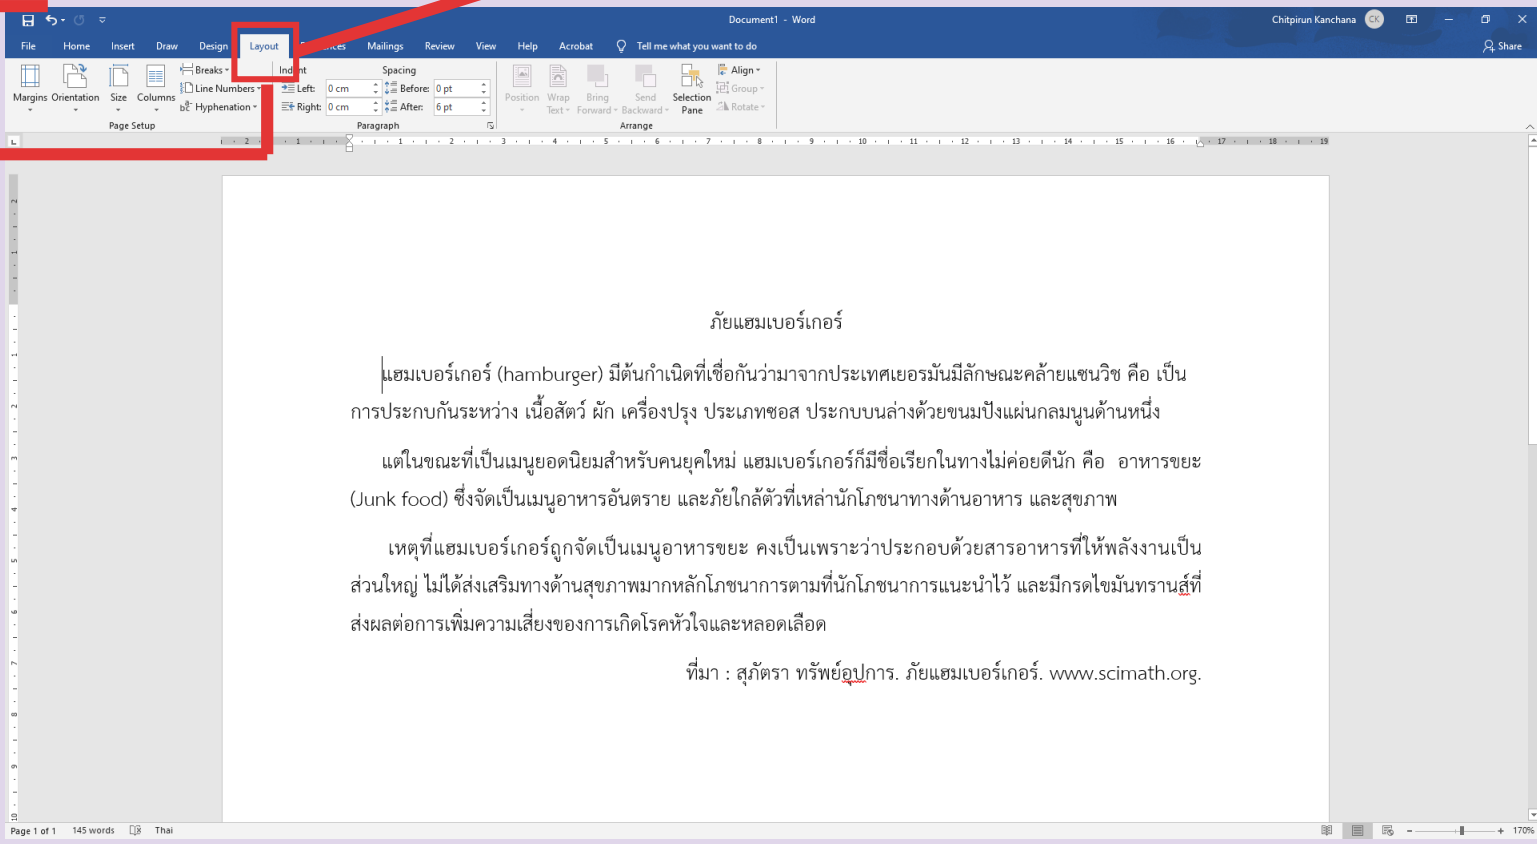 Document1 - Word
Chitpirun Kanchana CK
File Home Insert Draw Design Layout Mailings Review View Help Acrobat Tell me what you want to do Share
Breaks
Spacing
Align
Line Numbers
Left: 0 cm
Before: 0 pt
Group
Margins Orientation Size Columns
Position Wrap Text Bring Forward Send Backward Selection Pane
Hyphenation
Right: 0 cm
After: 6 pt
Rotate
Page Setup Paragraph Arrange
2 1 1 2 3 4 5 6 7 8 9 10 11 12 13 14 15 16 17 18 19
ภัยแฮมเบอร์เกอร์
แฮมเบอร์เกอร์ (hamburger) มีต้นกำเนิดที่เชื่อกันว่ามาจากประเทศเยอรมันมีลักษณะคล้ายแซนวิช คือ เป็น
การประกบกันระหว่าง เนื้อสัตว์ ผัก เครื่องปรุง ประเภทซอส ประกบบนล่างด้วยขนมปังแผ่นกลมนูนด้านหนึ่ง
แต่ในขณะที่เป็นเมนูยอดนิยมสำหรับคนยุคใหม่ แฮมเบอร์เกอร์ก็มีชื่อเรียกในทางไม่ค่อยดีนัก คือ อาหารขยะ
(Junk food) ซึ่งจัดเป็นเมนูอาหารอันตราย และภัยใกล้ตัวที่เหล่านักโภชนาทางด้านอาหาร และสุขภาพ
เหตุที่แฮมเบอร์เกอร์ถูกจัดเป็นเมนูอาหารขยะ คงเป็นเพราะว่าประกอบด้วยสารอาหารที่ให้พลังงานเป็น
ส่วนใหญ่ ไม่ได้ส่งเสริมทางด้านสุขภาพมากหลักโภชนาการตามที่นักโภชนาการแนะนำไว้ และมีกรดไขมันทรานส์ที่
ส่งผลต่อการเพิ่มความเสี่ยงของการเกิดโรคหัวใจและหลอดเลือด
ที่มา : สุภัตรา ทรัพย์อุปการ. ภัยแฮมเบอร์เกอร์. www.scimath.org.
Page 1 of 1 145 words Thai 170%